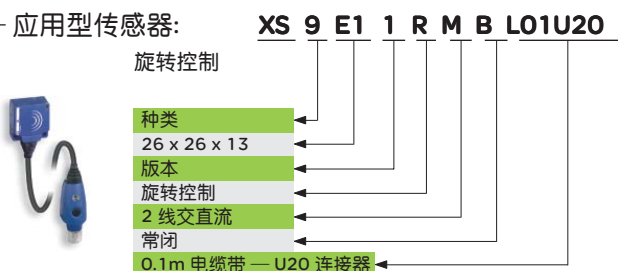 — 应用型传感器: XS 9 E1 1 R M B L01U20
旋转控制
种类
26 x 26 x 13
版本
旋转控制
2 线交直流
常闭
0.1m 电缆带 — U20 连接器